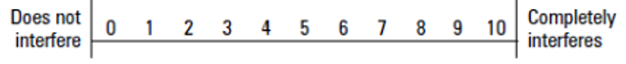 Does not
interfere
0 1 2 3 4 5 6 7 8 9 10
Completely
interferes